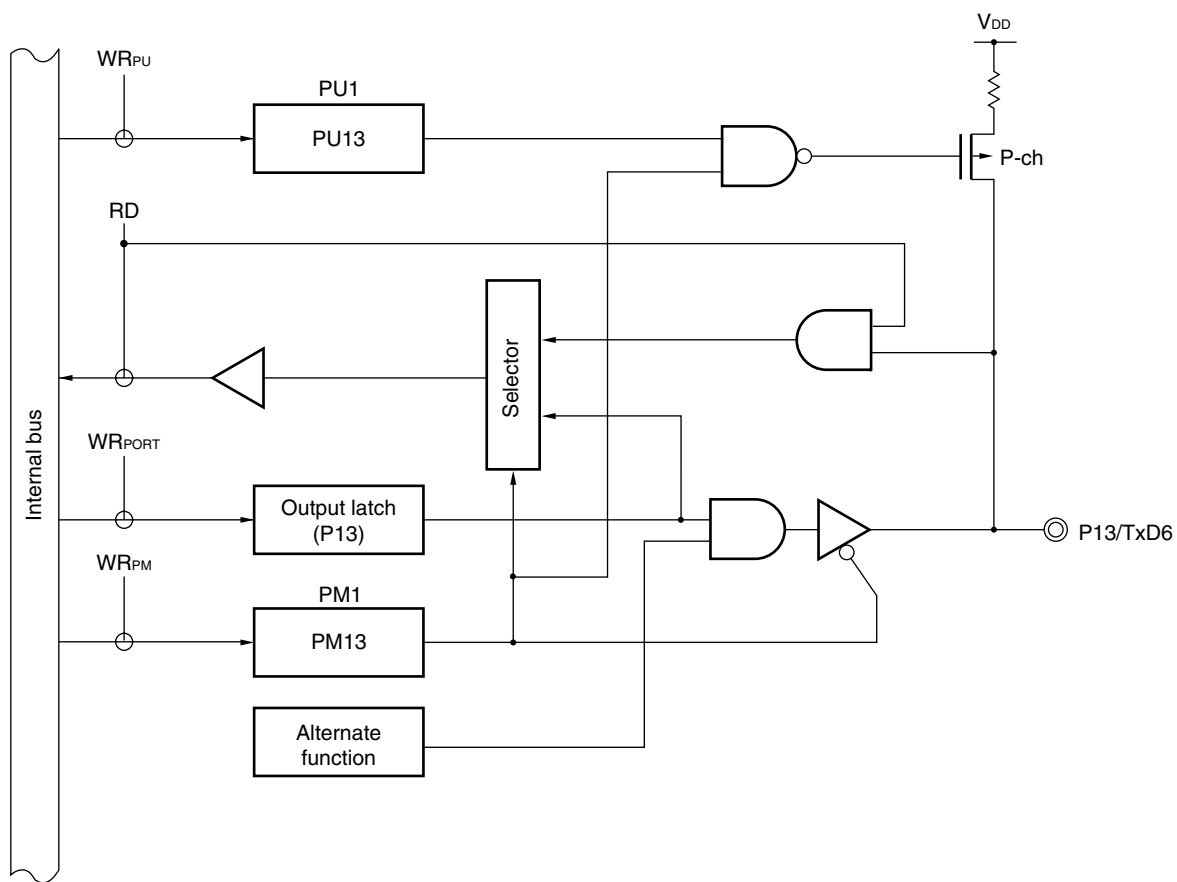 VDD
WRPU
PU1
PU13
P-ch
RD
Selector
Internal bus
WRPORT
Output latch
(P13)
P13/TxD6
WRPM
PM1
PM13
Alternate
function